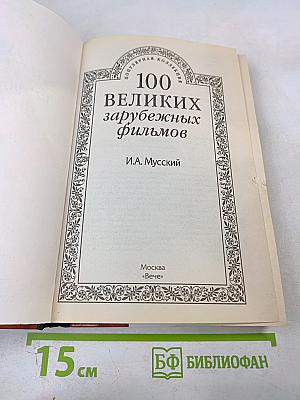 ПОПУЛЯРНАЯ КОЛЛЕКЦИЯ
100
ВЕЛИКИХ
зарубежных
фильмов
И.А. Мусский
Москва
«Вече»
15 см
БФ БИБЛИОФАН